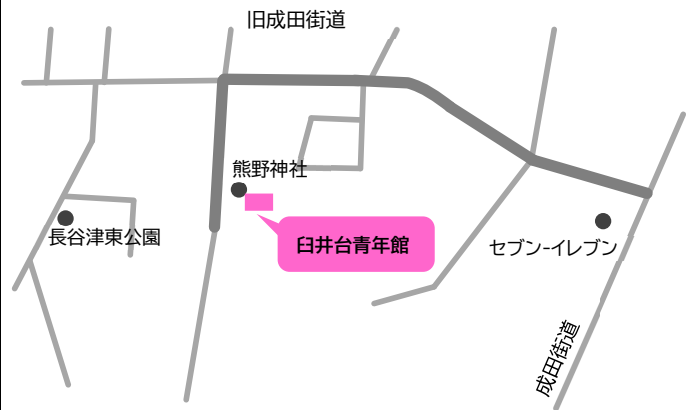 旧成田街道
熊野神社
長谷津東公園
臼井台青年館
セブン-イレブン
成田街道